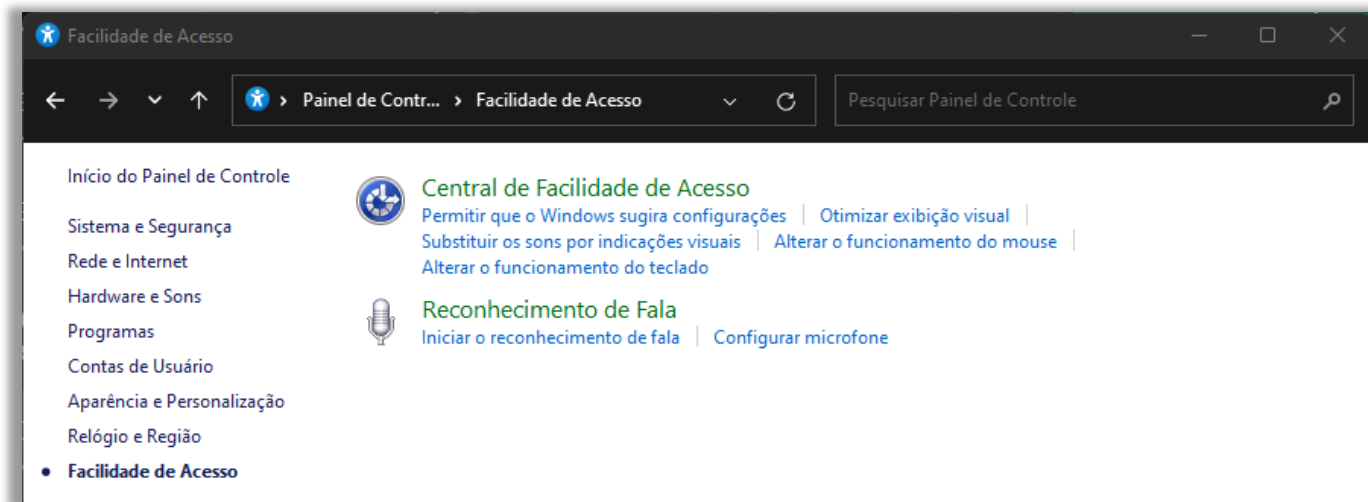 Facilidade de Acesso
Painel de Contr... > Facilidade de Acesso
Pesquisar Painel de Controle
Início do Painel de Controle
Sistema e Segurança
Rede e Internet
Hardware e Sons
Programas
Contas de Usuário
Aparência e Personalização
Relógio e Região
Facilidade de Acesso
Central de Facilidade de Acesso
Permitir que o Windows sugira configurações | Otimizar exibição visual |
Substituir os sons por indicações visuais | Alterar o funcionamento do mouse |
Alterar o funcionamento do teclado
Reconhecimento de Fala
Iniciar o reconhecimento de fala | Configurar microfone